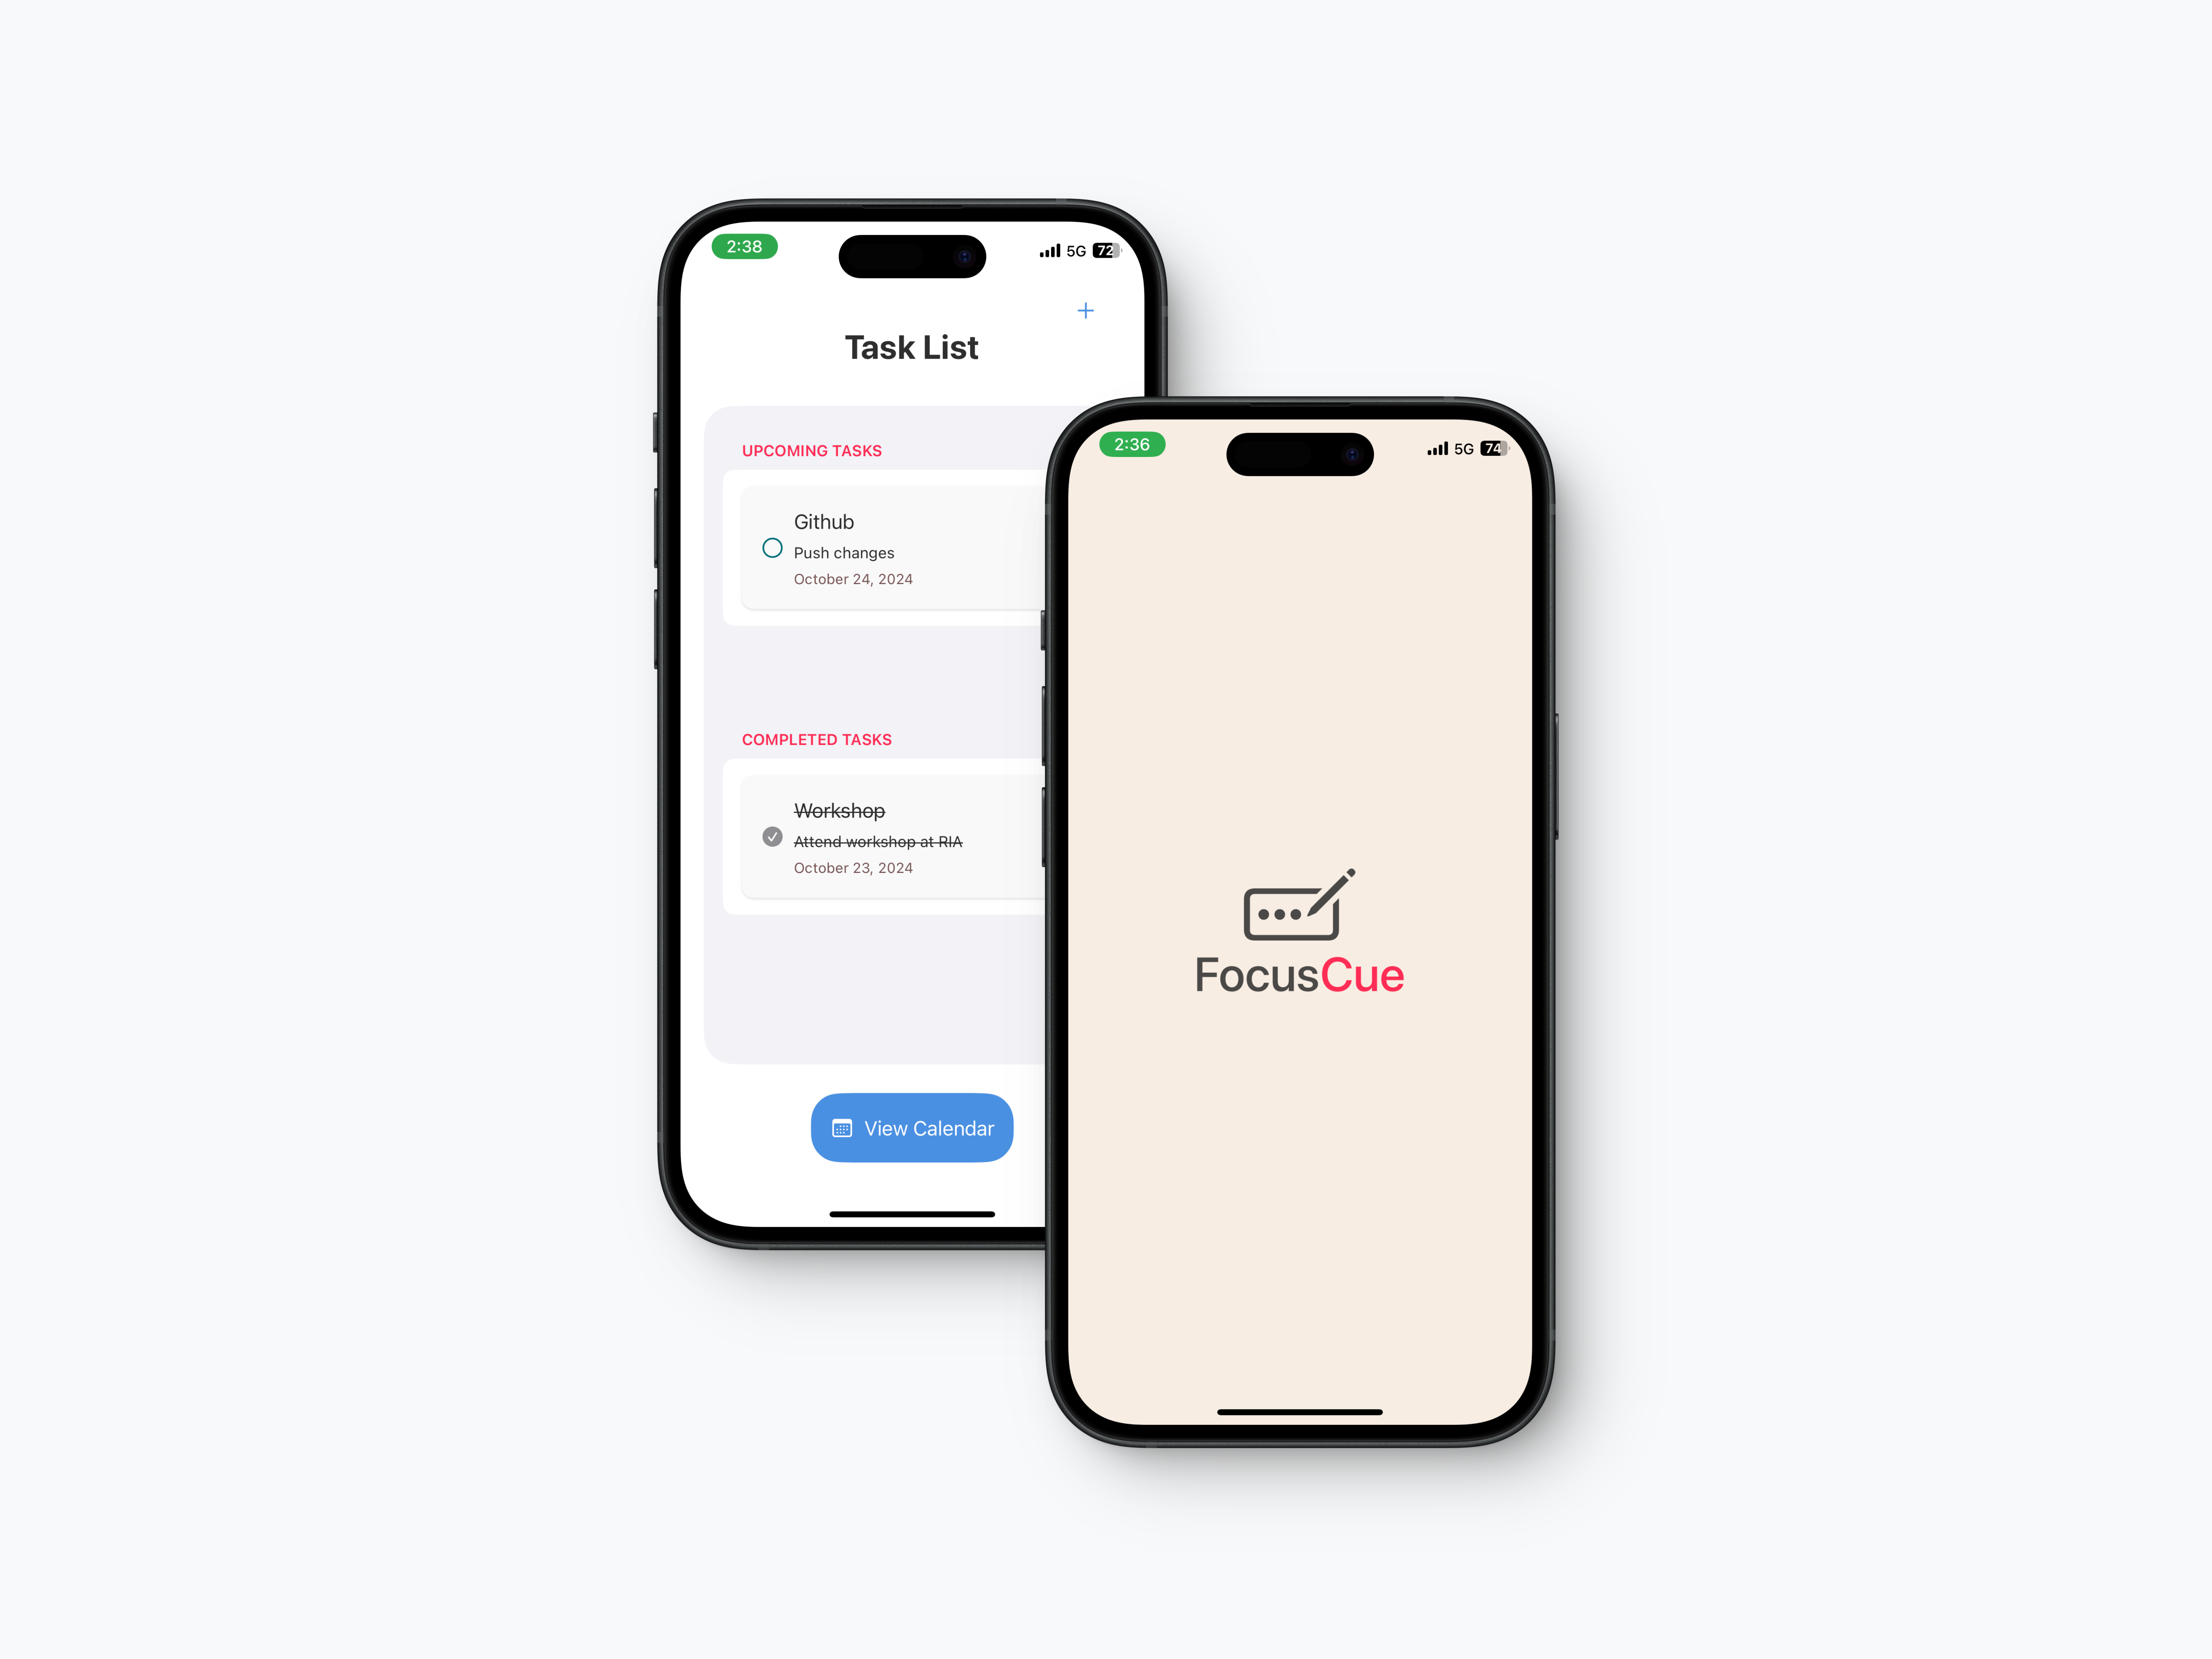 2:38
5G 72
Task List
UPCOMING TASKS
Github
Push changes
October 24, 2024
COMPLETED TASKS
Workshop
Attend workshop at RIA
October 23, 2024
View Calendar
2:36
5G 74
FocusCue